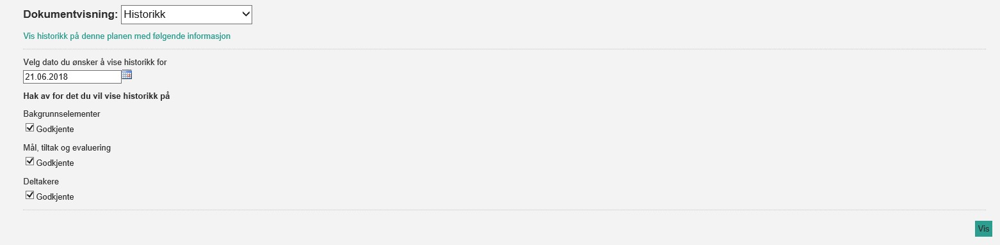 Dokumentvisning: Historikk
Vis historikk på denne planen med følgende informasjon
Velg dato du ønsker å vise historikk for
21.06.2018
Hak av for det du vil vise historikk på
Bakgrunnselementer
Godkjente
Mål, tiltak og evaluering
Godkjente
Deltakere
Godkjente
Vis